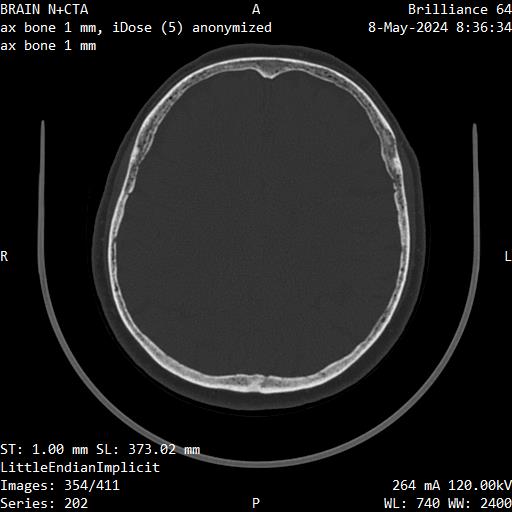 BRAIN N+CTA
A
Brilliance 64
ax bone 1 mm, iDose (5) anonymized
8-May-2024 8:36:34
ax bone 1 mm
R
L
ST: 1.00 mm SL: 373.02 mm
LittleEndianImplicit
Images: 354/411
264 mA 120.00kV
Series: 202
P
WL: 740 WW: 2400